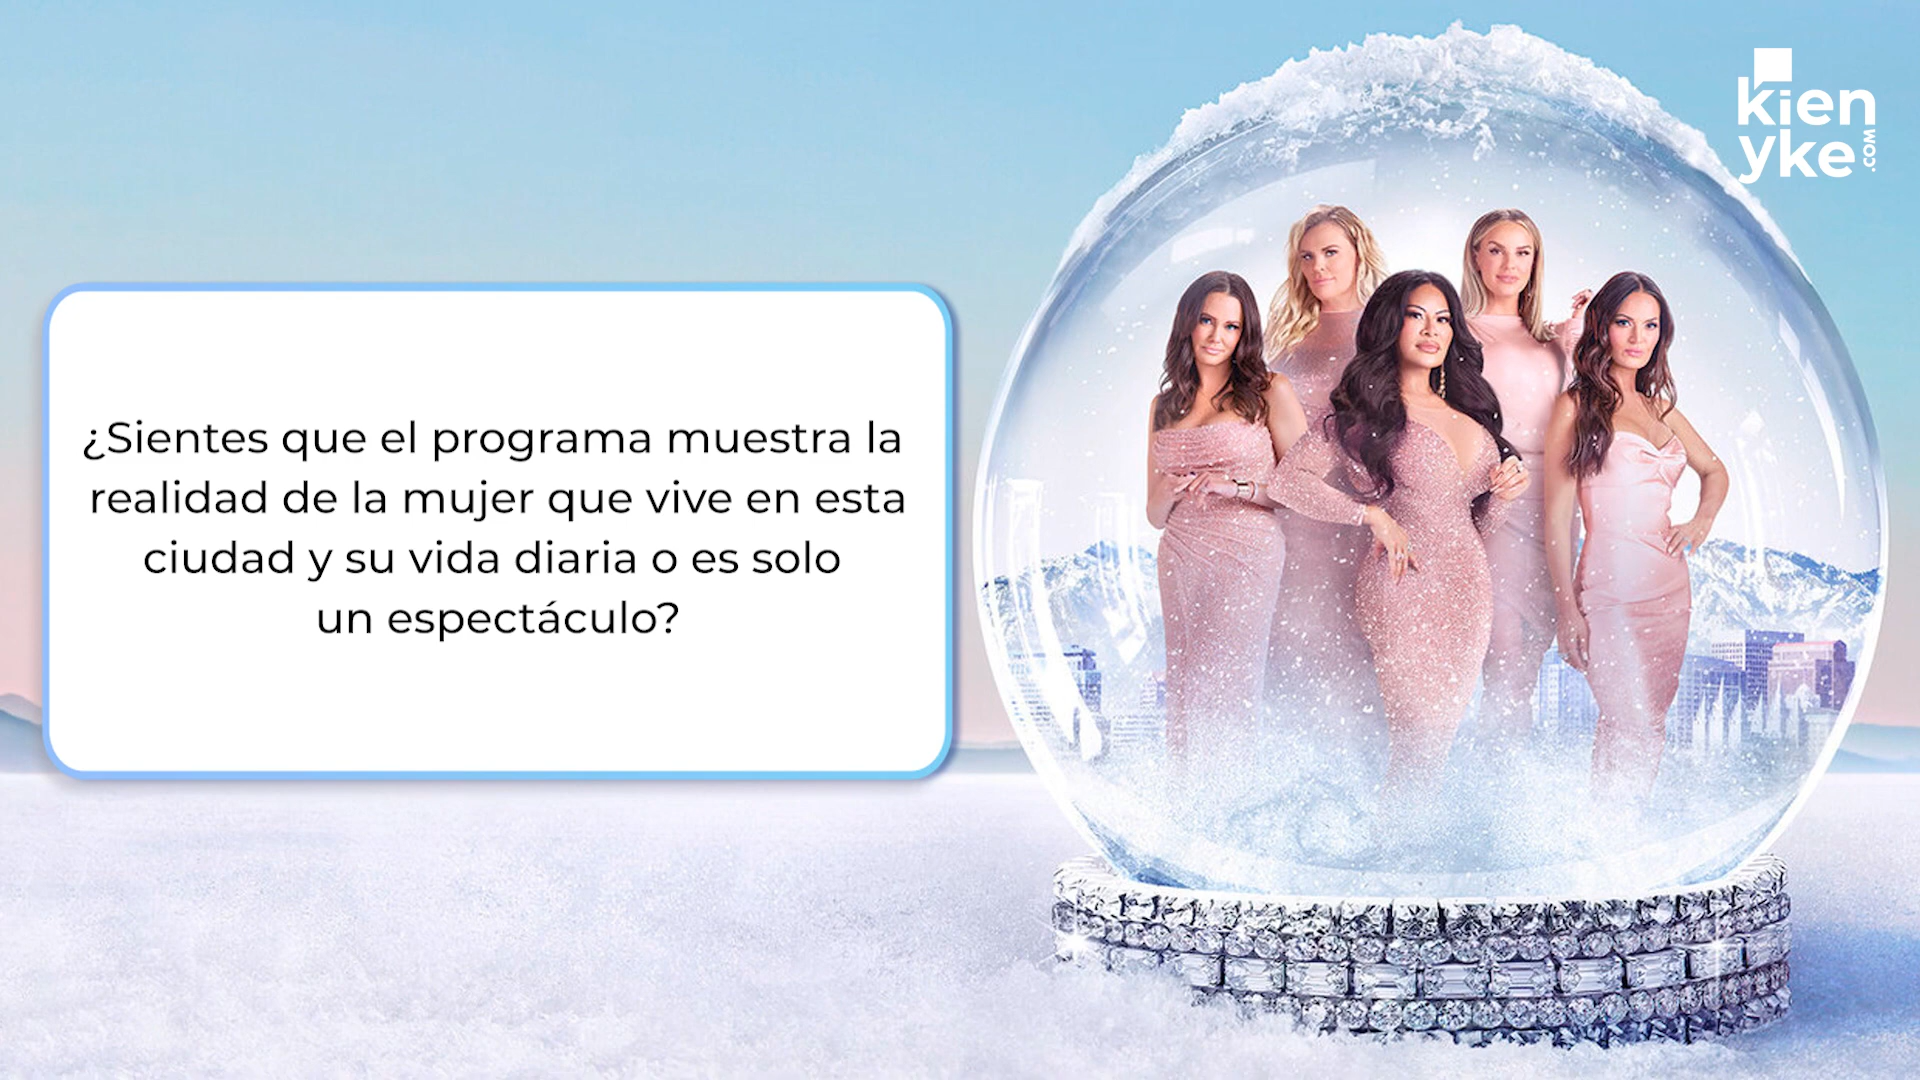 ¿Sientes que el programa muestra la
realidad de la mujer que vive en esta
ciudad y su vida diaria o es solo
un espectáculo?
kien
yke
.COM